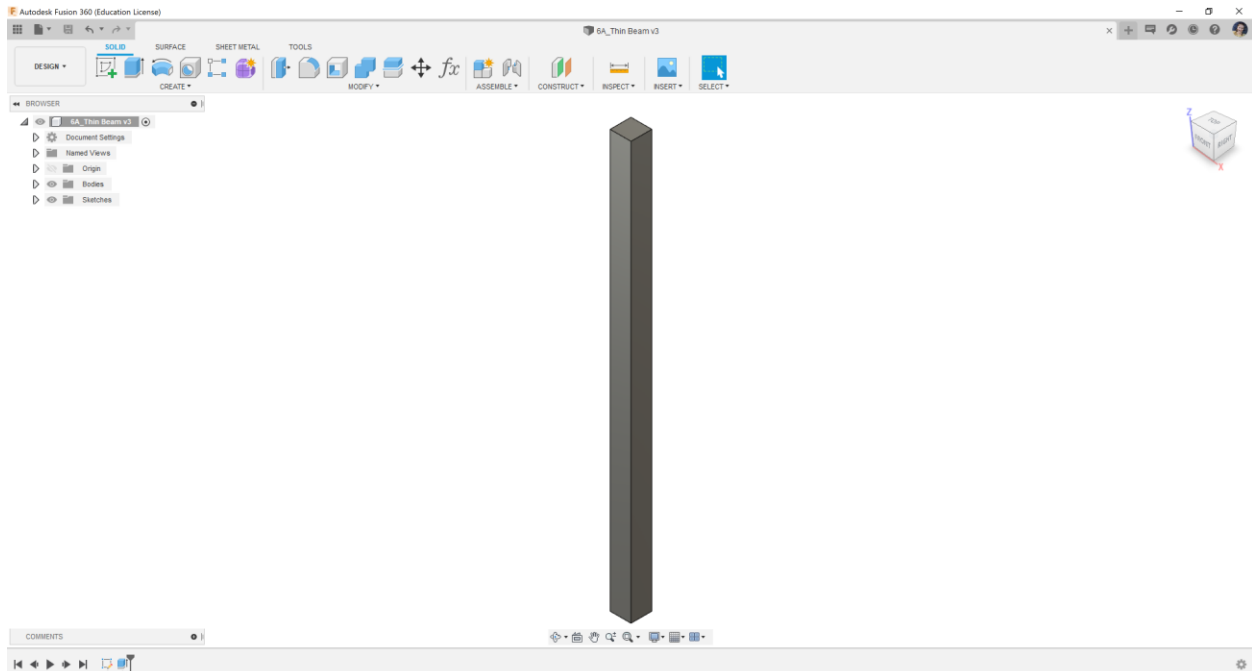 Autodesk Fusion 360 (Education License)
6A_Thin Beam v3
SOLID SURFACE SHEET METAL TOOLS
DESIGN
CREATE MODIFY ASSEMBLE CONSTRUCT INSPECT INSERT SELECT
BROWSER
6A_Thin Beam v3
Document Settings
Named Views
Origin
Bodies
Sketches
Z
TOP
FRONT RIGHT
X
COMMENTS